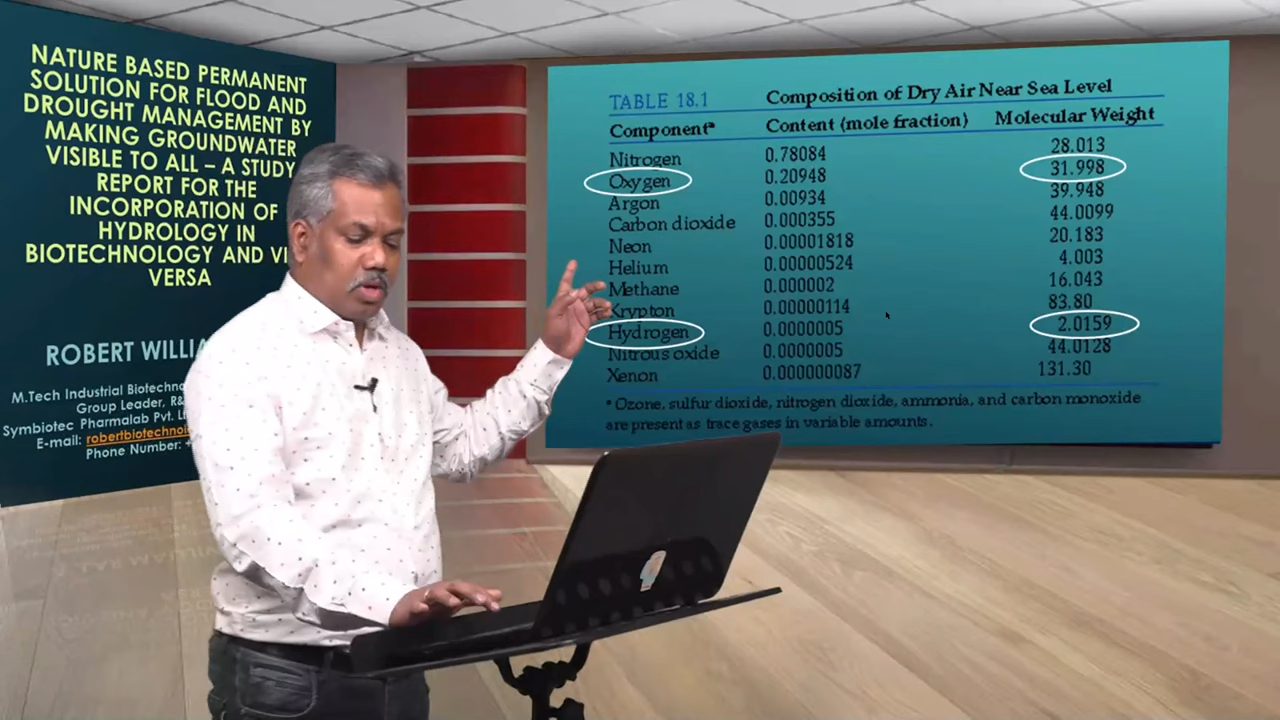 NATURE BASED PERMANENT
SOLUTION FOR FLOOD AND
DROUGHT MANAGEMENT BY
MAKING GROUNDWATER
VISIBLE TO ALL – A STUDY
REPORT FOR THE
INCORPORATION OF
HYDROLOGY IN
BIOTECHNOLOGY AND VI
VERSA
ROBERT WILLI
M.Tech Industrial Biotechno
Group Leader, R&
Symbiotec Pharmalab Pvt. L
E-mail: robertbiotechnol
Phone Number: +
TABLE 18.1 Composition of Dry Air Near Sea Level
Componentᵃ Content (mole fraction) Molecular Weight
Nitrogen 0.78084 28.013
Oxygen 0.20948 31.998
Argon 0.00934 39.948
Carbon dioxide 0.000355 44.0099
Neon 0.00001818 20.183
Helium 0.00000524 4.003
Methane 0.000002 16.043
Krypton 0.00000114 83.80
Hydrogen 0.0000005 2.0159
Nitrous oxide 0.0000005 44.0128
Xenon 0.000000087 131.30
ᵃ Ozone, sulfur dioxide, nitrogen dioxide, ammonia, and carbon monoxide
are present as trace gases in variable amounts.